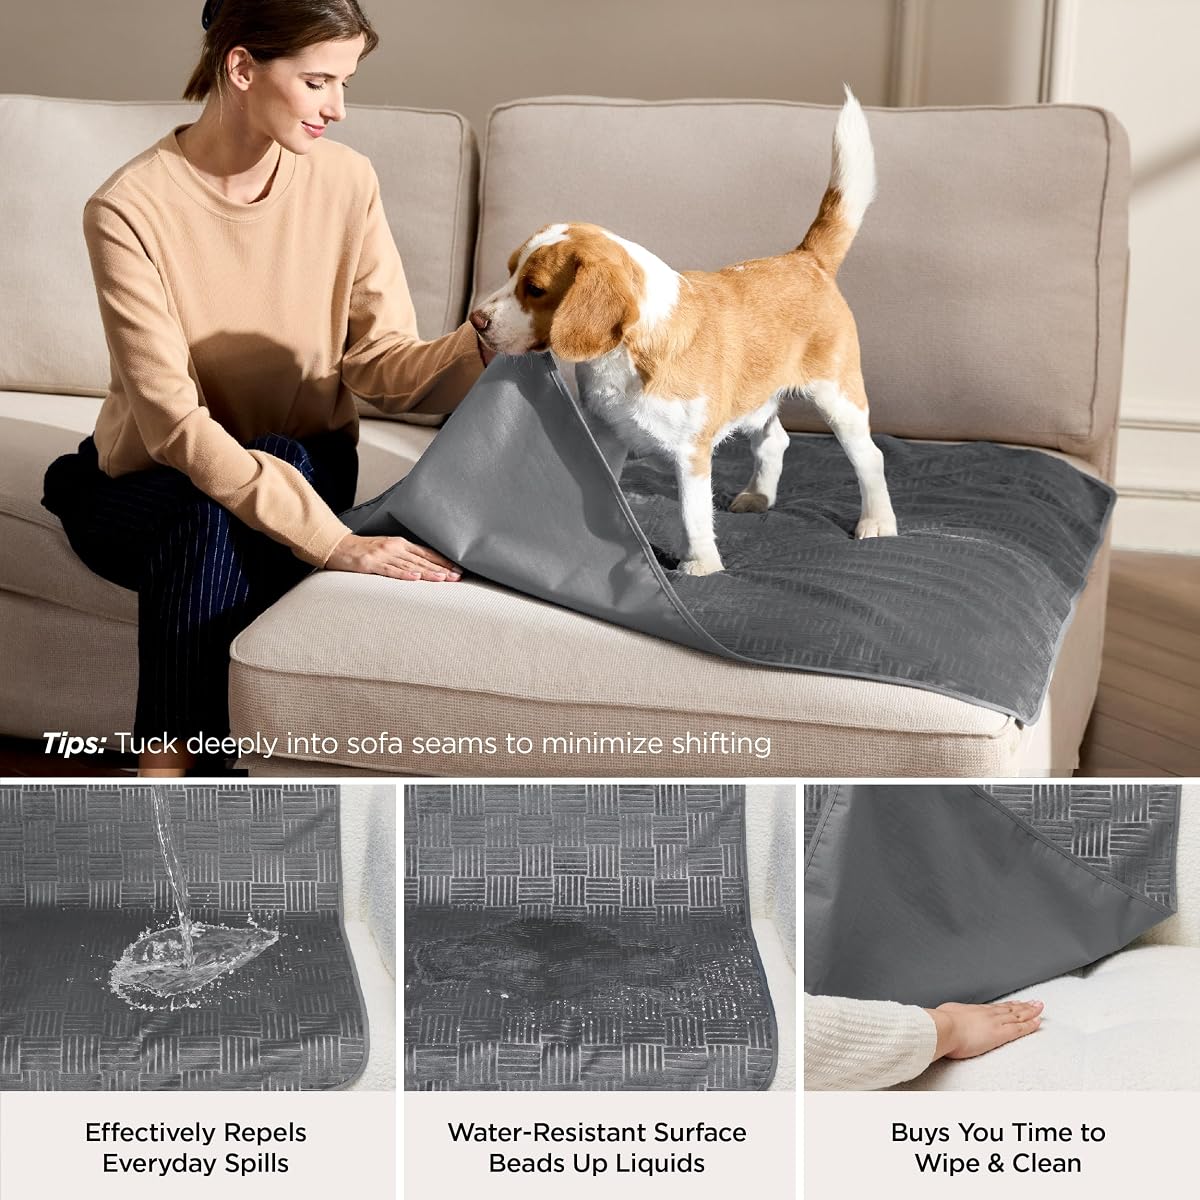 Tips: Tuck deeply into sofa seams to minimize shifting
Effectively Repels
Everyday Spills
Water-Resistant Surface
Beads Up Liquids
Buys You Time to
Wipe & Clean